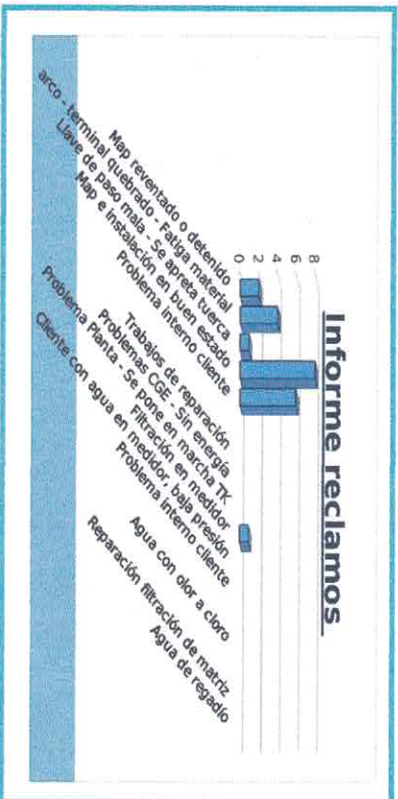 Informe reclamos
8
6
4
2
0
Map reventado o detenido
arco - terminal quebrado - Fatiga material
Llave de paso mala - Se apreta tuerca
Map e instalación en buen estado
Problema interno cliente
Trabajos de reparación
Problemas CGE - Sin energía
Problema Planta - Se pone en marcha TK
Filtración en medidor
Cliente con agua en medidor, baja presión
Problema interno cliente
Agua con olor a cloro
Reparación filtración de matriz
Agua de regadío